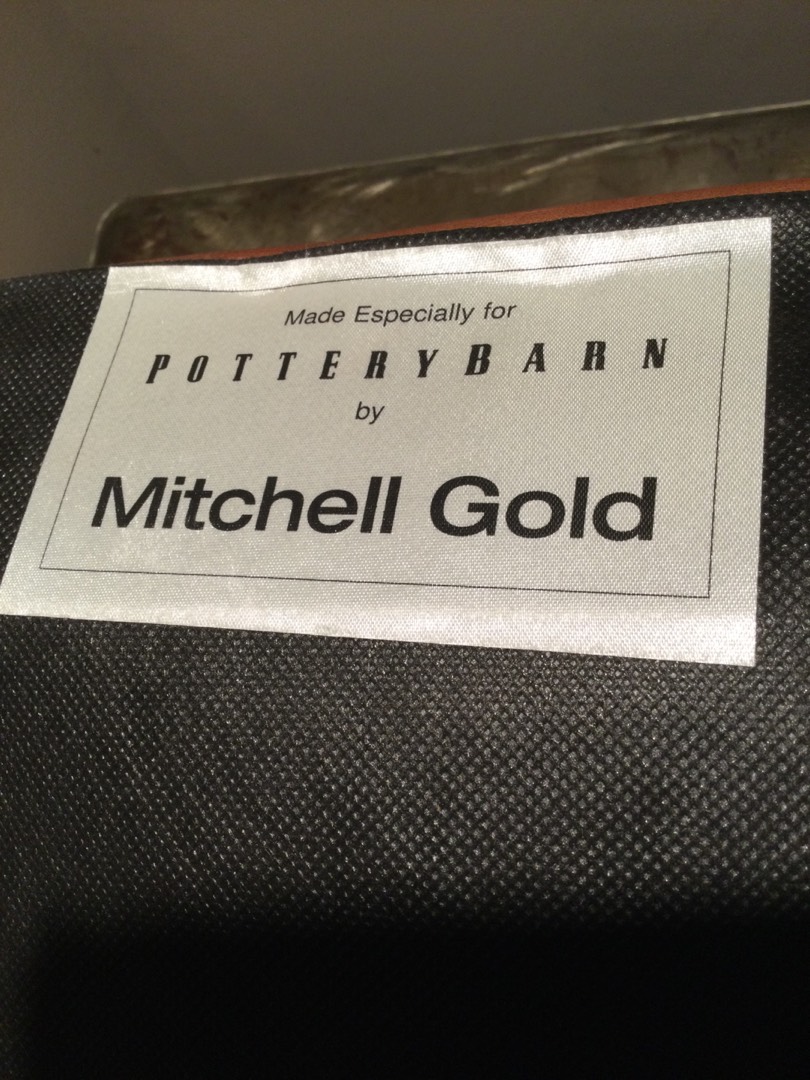 Made Especially for
POTTERYBARN
by
Mitchell Gold